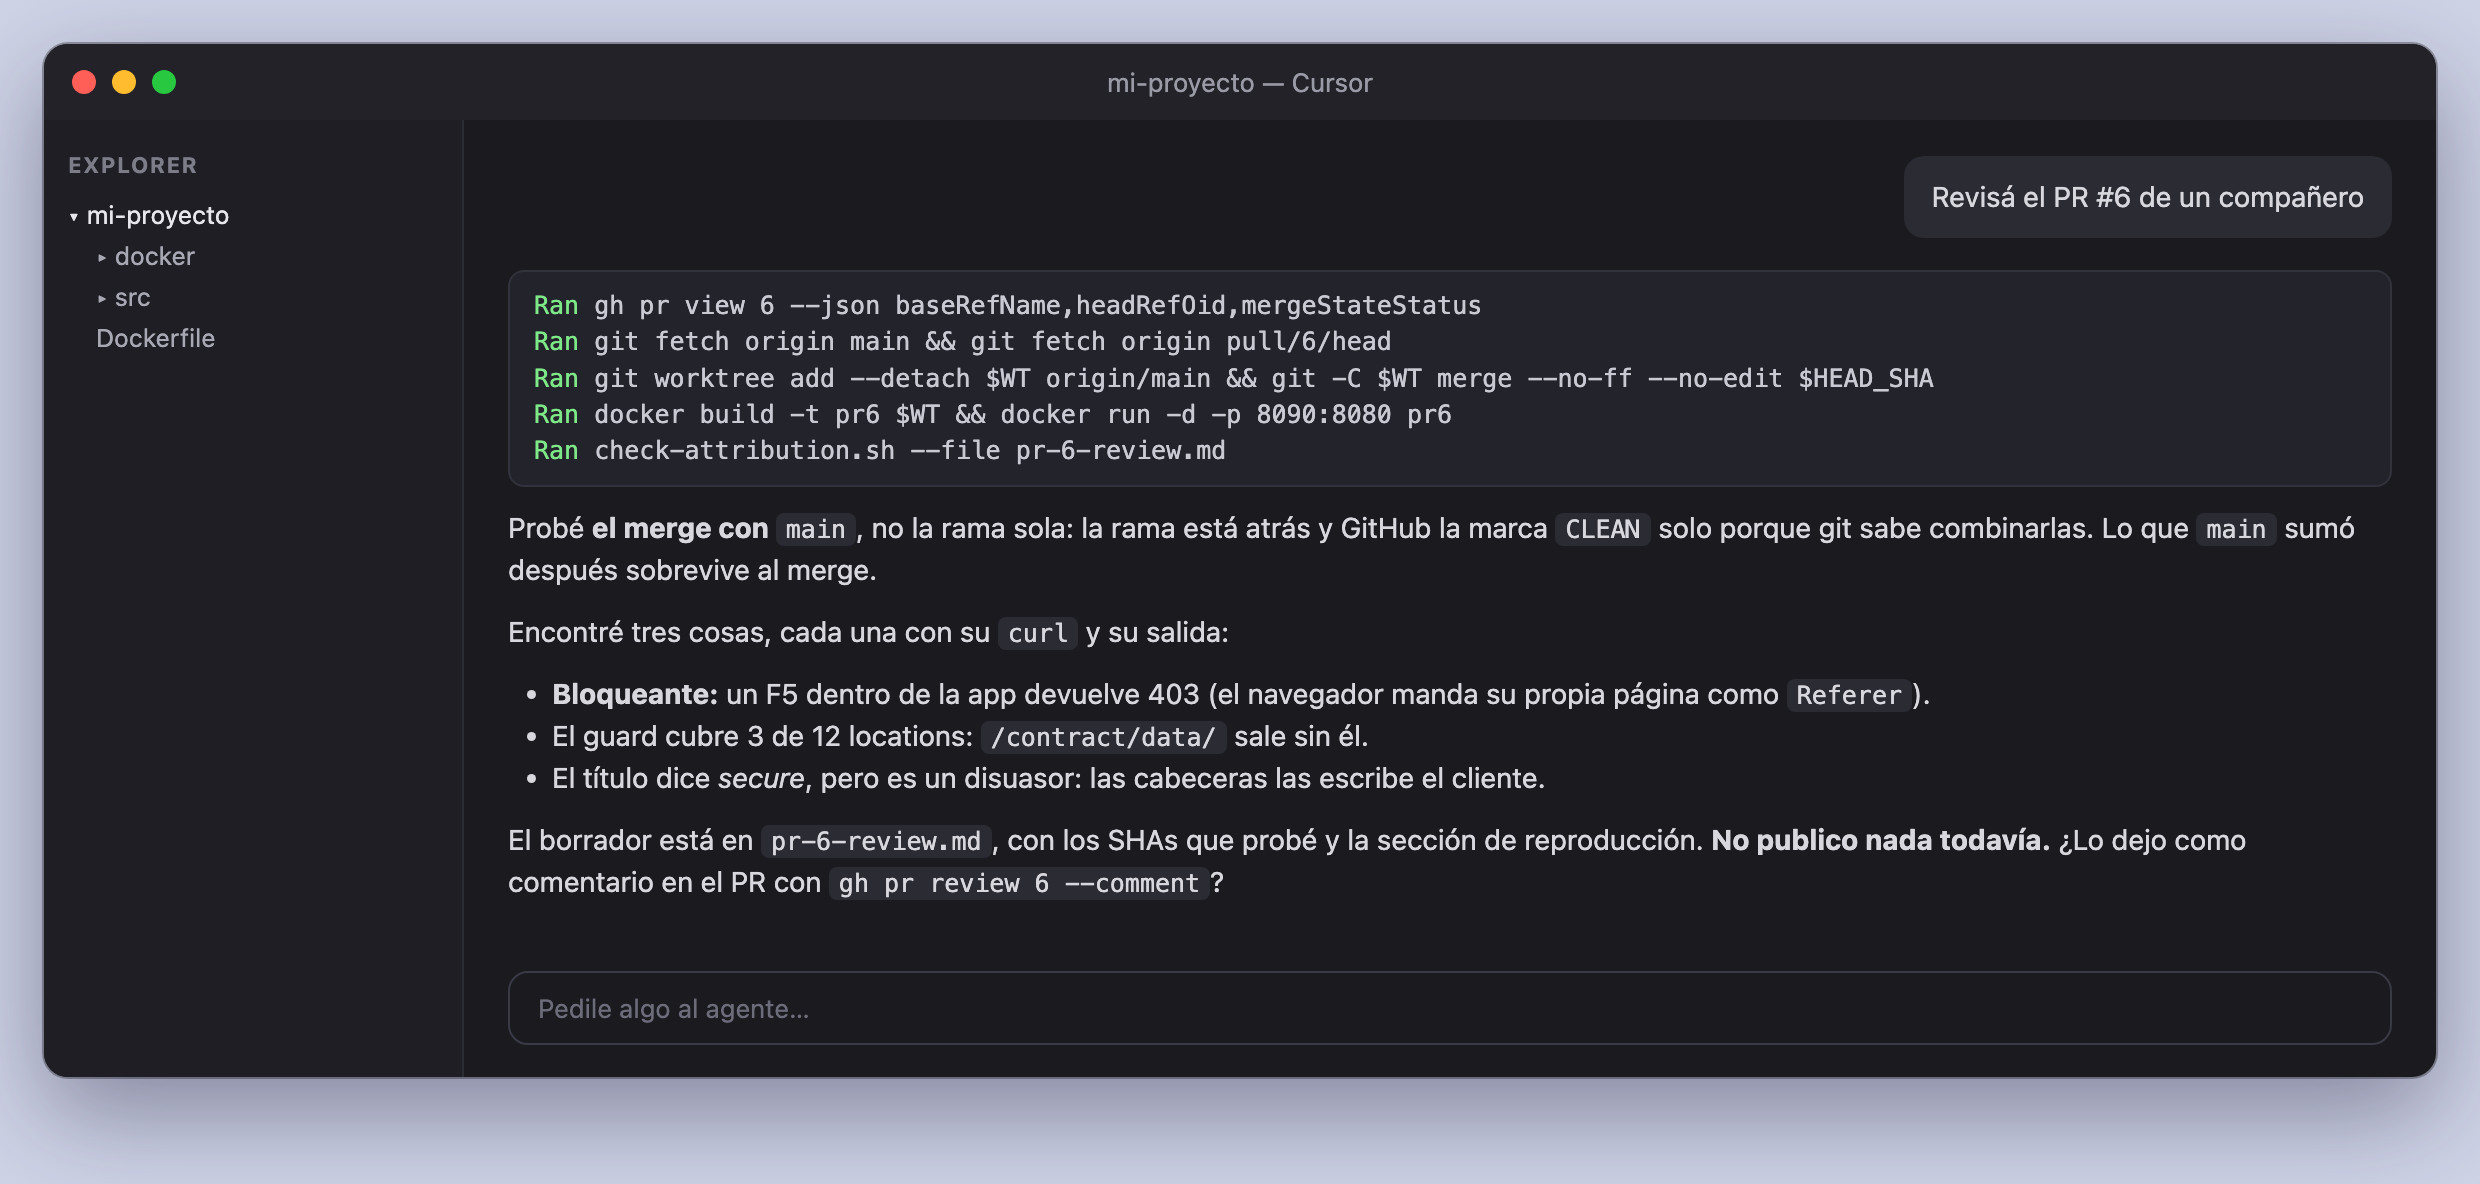 mi-proyecto — Cursor
EXPLORER
▾ mi-proyecto
▸ docker
▸ src
Dockerfile
Revisá el PR #6 de un compañero
Ran gh pr view 6 --json baseRefName,headRefOid,mergeStateStatus
Ran git fetch origin main && git fetch origin pull/6/head
Ran git worktree add --detach $WT origin/main && git -C $WT merge --no-ff --no-edit $HEAD_SHA
Ran docker build -t pr6 $WT && docker run -d -p 8090:8080 pr6
Ran check-attribution.sh --file pr-6-review.md
Probé el merge con main, no la rama sola: la rama está atrás y GitHub la marca CLEAN solo porque git sabe combinarlas. Lo que main sumó
después sobrevive al merge.
Encontré tres cosas, cada una con su curl y su salida:
• Bloqueante: un F5 dentro de la app devuelve 403 (el navegador manda su propia página como Referer).
• El guard cubre 3 de 12 locations: /contract/data/ sale sin él.
• El título dice secure, pero es un disuasor: las cabeceras las escribe el cliente.
El borrador está en pr-6-review.md, con los SHAs que probé y la sección de reproducción. No publico nada todavía. ¿Lo dejo como
comentario en el PR con gh pr review 6 --comment?
Pedile algo al agente...